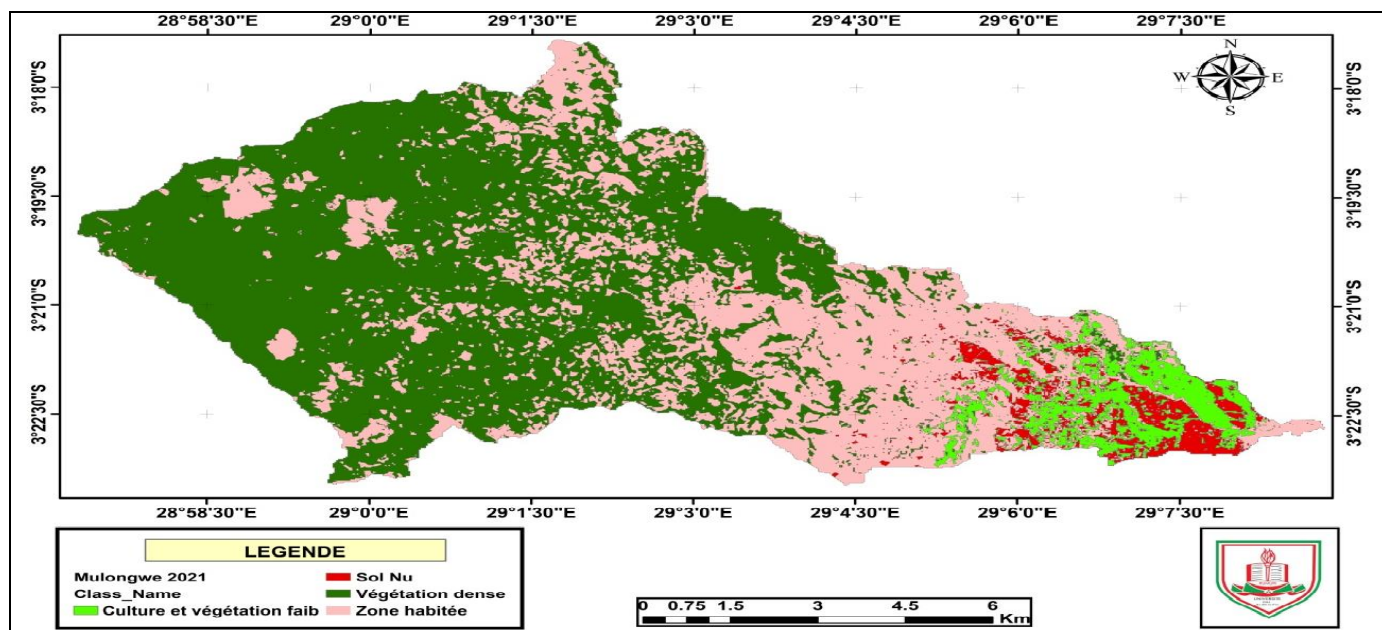 28°58'30"E 29°0'0"E 29°1'30"E 29°3'0"E 29°4'30"E 29°6'0"E 29°7'30"E
N
W E
S
3°18'0"S 3°18'0"S
3°19'30"S 3°19'30"S
3°21'0"S 3°21'0"S
3°22'30"S 3°22'30"S
28°58'30"E 29°0'0"E 29°1'30"E 29°3'0"E 29°4'30"E 29°6'0"E 29°7'30"E
LEGENDE
Mulongwe 2021
Class_Name
Culture et végétation faib
Sol Nu
Végétation dense
Zone habitée
0 0.75 1.5 3 4.5 6
Km
UNIVERSITE